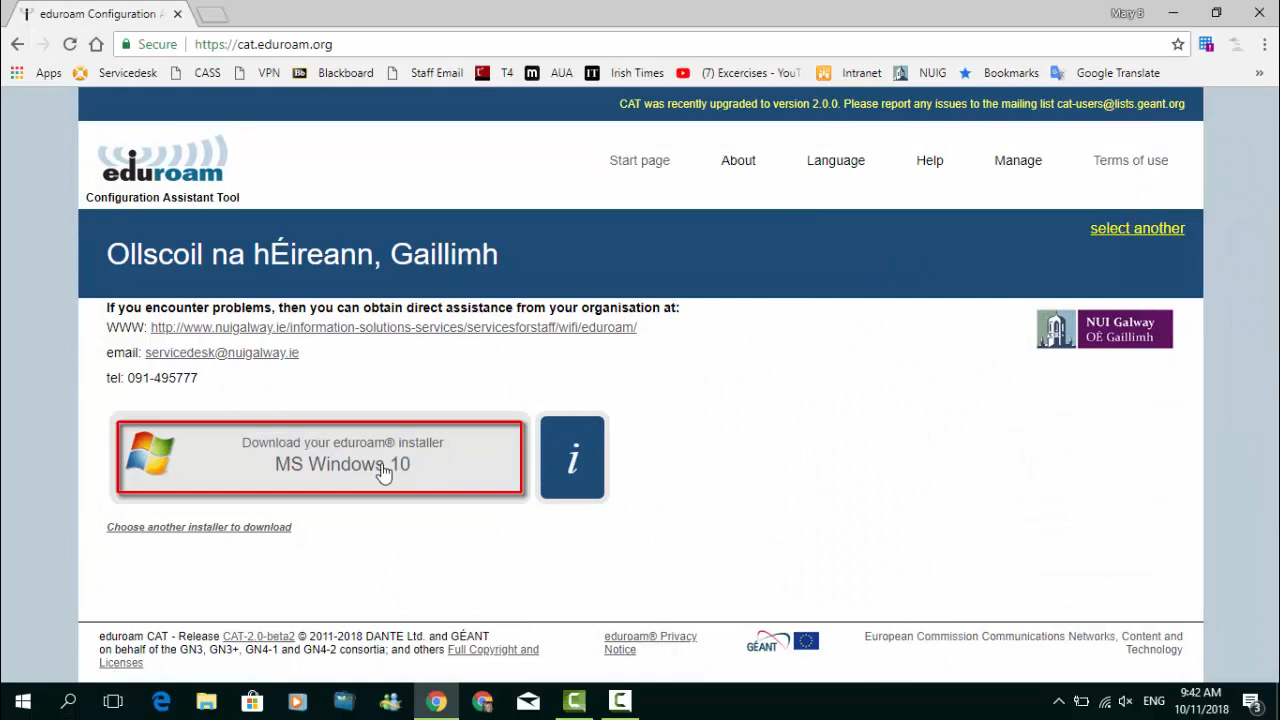 eduroam Configuration A
Mary B
Secure
https://cat.eduroam.org
Apps Servicedesk CASS VPN Bb Blackboard Staff Email T4 m AUA IT Irish Times (7) Excercises - YouT Intranet NUIG Bookmarks Google Translate »
CAT was recently upgraded to version 2.0.0. Please report any issues to the mailing list cat-users@lists.geant.org
eduroam
Configuration Assistant Tool
Start page About Language Help Manage Terms of use
select another
Ollscoil na hÉireann, Gaillimh
If you encounter problems, then you can obtain direct assistance from your organisation at:
WWW: http://www.nuigalway.ie/information-solutions-services/servicesforstaff/wifi/eduroam/
email: servicedesk@nuigalway.ie
tel: 091-495777
NUI Galway
OÉ Gaillimh
Download your eduroam® installer
MS Windows 10
i
Choose another installer to download
eduroam CAT - Release CAT-2.0-beta2 © 2011-2018 DANTE Ltd. and GÉANT
on behalf of the GN3, GN3+, GN4-1 and GN4-2 consortia; and others Full Copyright and
Licenses
eduroam® Privacy
Notice
GÉANT
European Commission Communications Networks, Content and
Technology
ENG
9:42 AM
10/11/2018
3